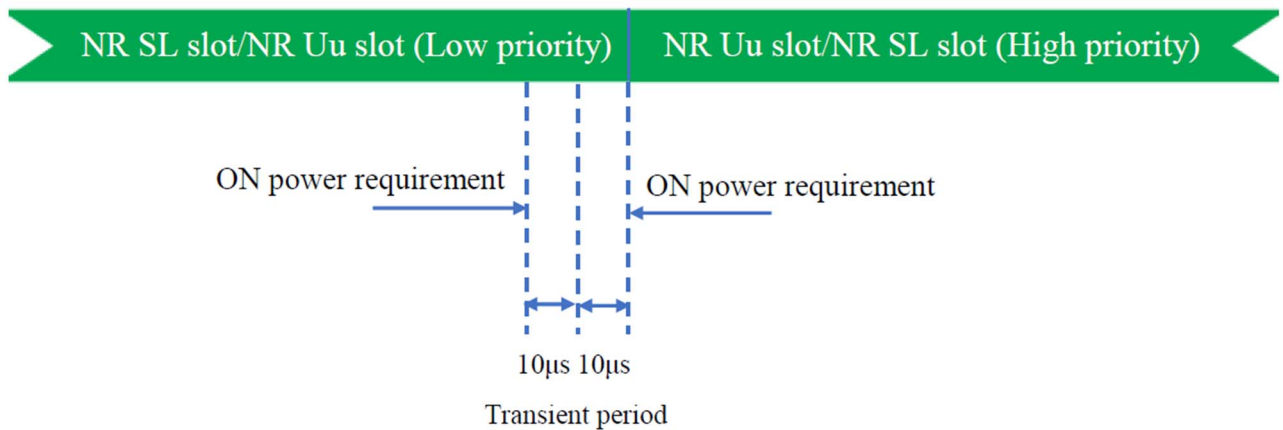 NR SL slot/NR Uu slot (Low priority) NR Uu slot/NR SL slot (High priority)
ON power requirement ON power requirement
10μs 10μs
Transient period